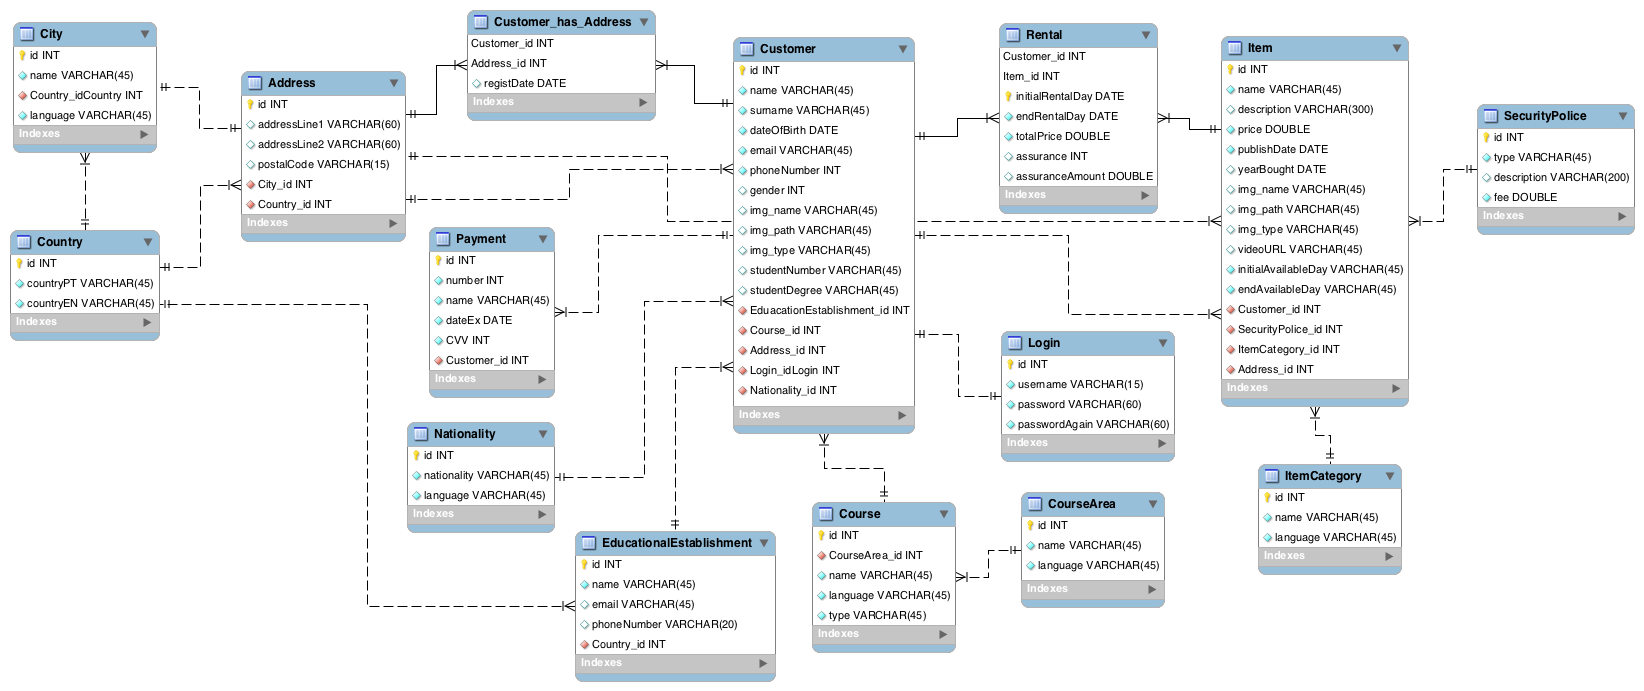 City
id INT
name VARCHAR(45)
Country_idCountry INT
language VARCHAR(45)
Indexes
Country
id INT
countryPT VARCHAR(45)
countryEN VARCHAR(45)
Indexes
Address
id INT
addressLine1 VARCHAR(60)
addressLine2 VARCHAR(60)
postalCode VARCHAR(15)
City_id INT
Country_id INT
Indexes
Customer_has_Address
Customer_id INT
Address_id INT
registDate DATE
Indexes
Payment
id INT
number INT
name VARCHAR(45)
dateEx DATE
CVV INT
Customer_id INT
Indexes
Nationality
id INT
nationality VARCHAR(45)
language VARCHAR(45)
Indexes
EducationalEstablishment
id INT
name VARCHAR(45)
email VARCHAR(45)
phoneNumber VARCHAR(20)
Country_id INT
Indexes
Customer
id INT
name VARCHAR(45)
surname VARCHAR(45)
dateOfBirth DATE
email VARCHAR(45)
phoneNumber INT
gender INT
img_name VARCHAR(45)
img_path VARCHAR(45)
img_type VARCHAR(45)
studentNumber VARCHAR(45)
studentDegree VARCHAR(45)
EduacationEstablishment_id INT
Course_id INT
Address_id INT
Login_idLogin INT
Nationality_id INT
Indexes
Course
id INT
CourseArea_id INT
name VARCHAR(45)
language VARCHAR(45)
type VARCHAR(45)
Indexes
Rental
Customer_id INT
Item_id INT
initialRentalDay DATE
endRentalDay DATE
totalPrice DOUBLE
assurance INT
assuranceAmount DOUBLE
Indexes
Login
id INT
username VARCHAR(15)
password VARCHAR(60)
passwordAgain VARCHAR(60)
Indexes
CourseArea
id INT
name VARCHAR(45)
language VARCHAR(45)
Indexes
Item
id INT
name VARCHAR(45)
description VARCHAR(300)
price DOUBLE
publishDate DATE
yearBought DATE
img_name VARCHAR(45)
img_path VARCHAR(45)
img_type VARCHAR(45)
videoURL VARCHAR(45)
initialAvailableDay VARCHAR(45)
endAvailableDay VARCHAR(45)
Customer_id INT
SecurityPolice_id INT
ItemCategory_id INT
Address_id INT
Indexes
ItemCategory
id INT
name VARCHAR(45)
language VARCHAR(45)
Indexes
SecurityPolice
id INT
type VARCHAR(45)
description VARCHAR(200)
fee DOUBLE
Indexes